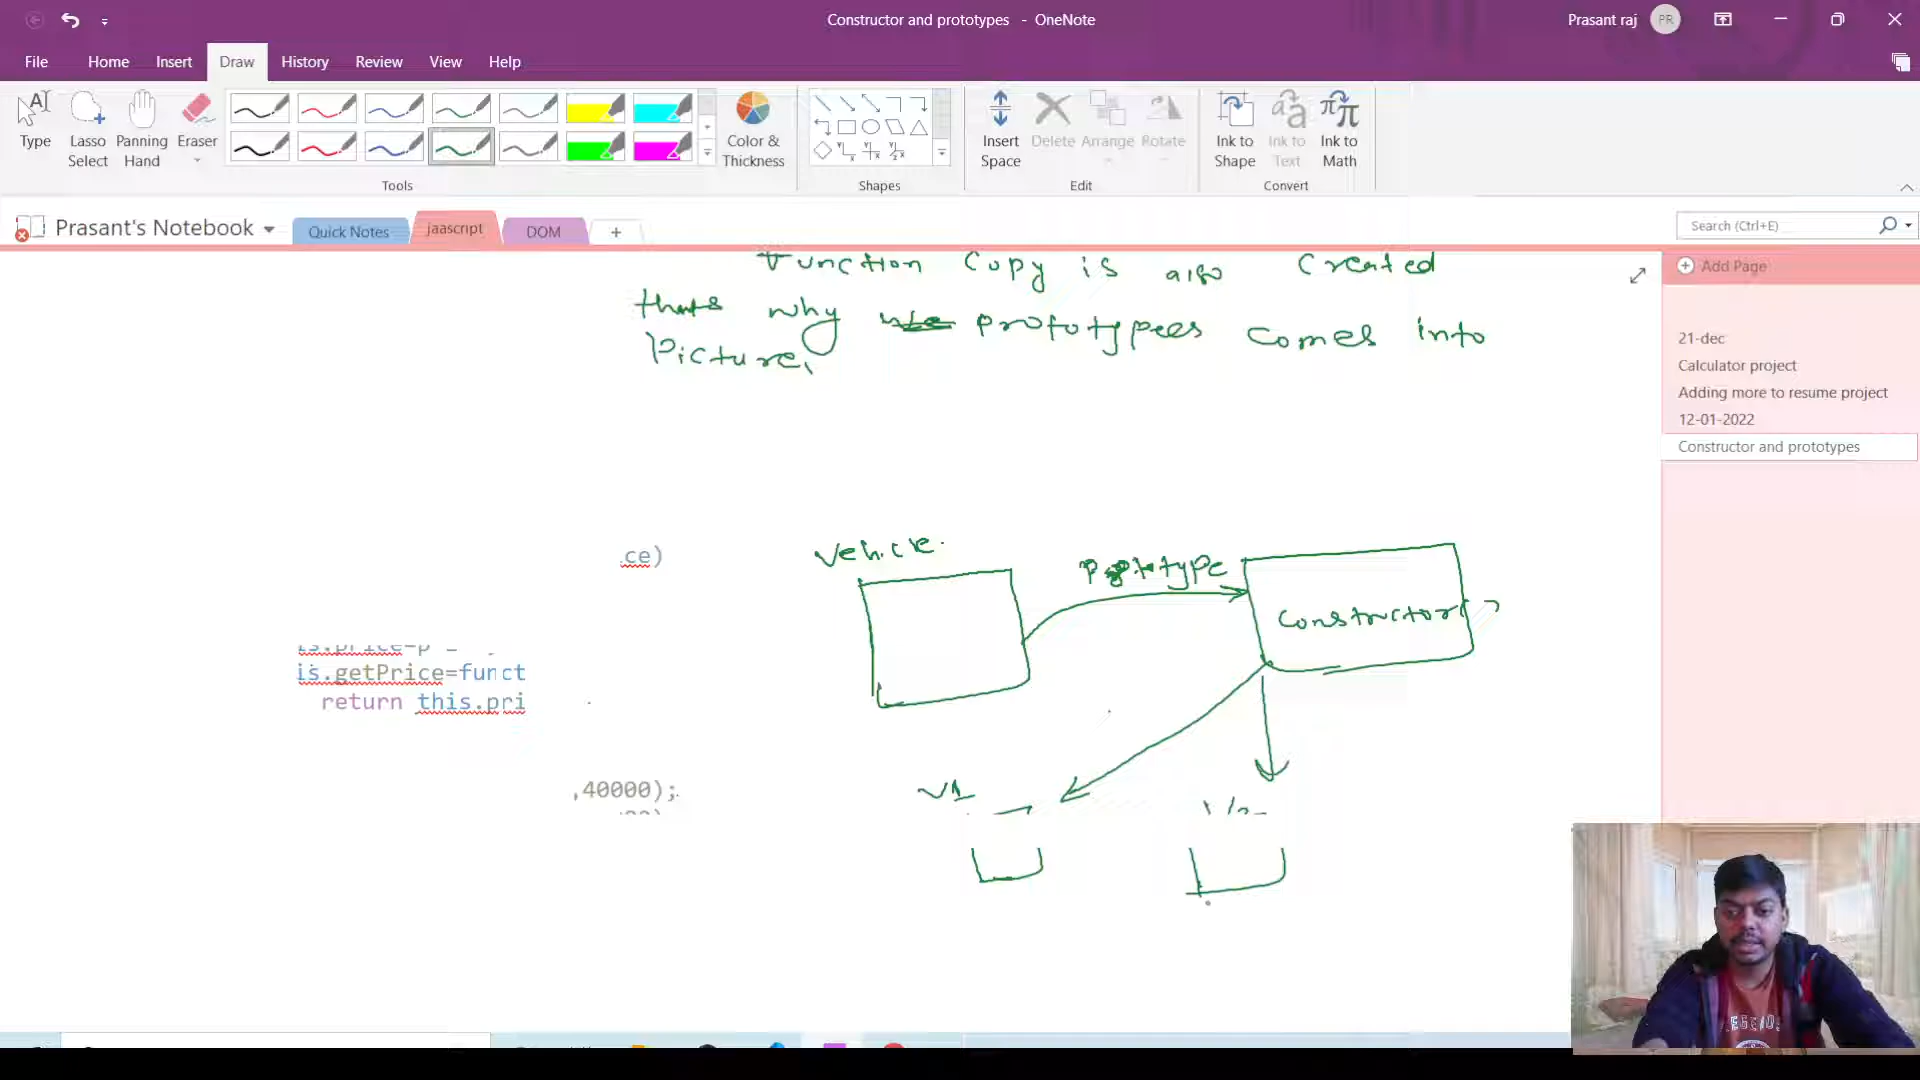 Constructor and prototypes - OneNote
Prasant raj
PR
File
Home
Insert
Draw
History
Review
View
Help
Type
Lasso Select
Panning Hand
Eraser
Color & Thickness
Insert Space
Delete
Arrange
Rotate
Ink to Shape
Ink to Text
Ink to Math
Tools
Shapes
Edit
Convert
Prasant's Notebook
Quick Notes
jaascript
DOM
+
Search (Ctrl+E)
Add Page
21-dec
Calculator project
Adding more to resume project
12-01-2022
Constructor and prototypes
Function Copy is also Created
thats why prototypees comes into
Picture.
ce)
Vehicle.
prototype
Constructor()
is.getPrice=funct
return this.pri
,40000);
V1